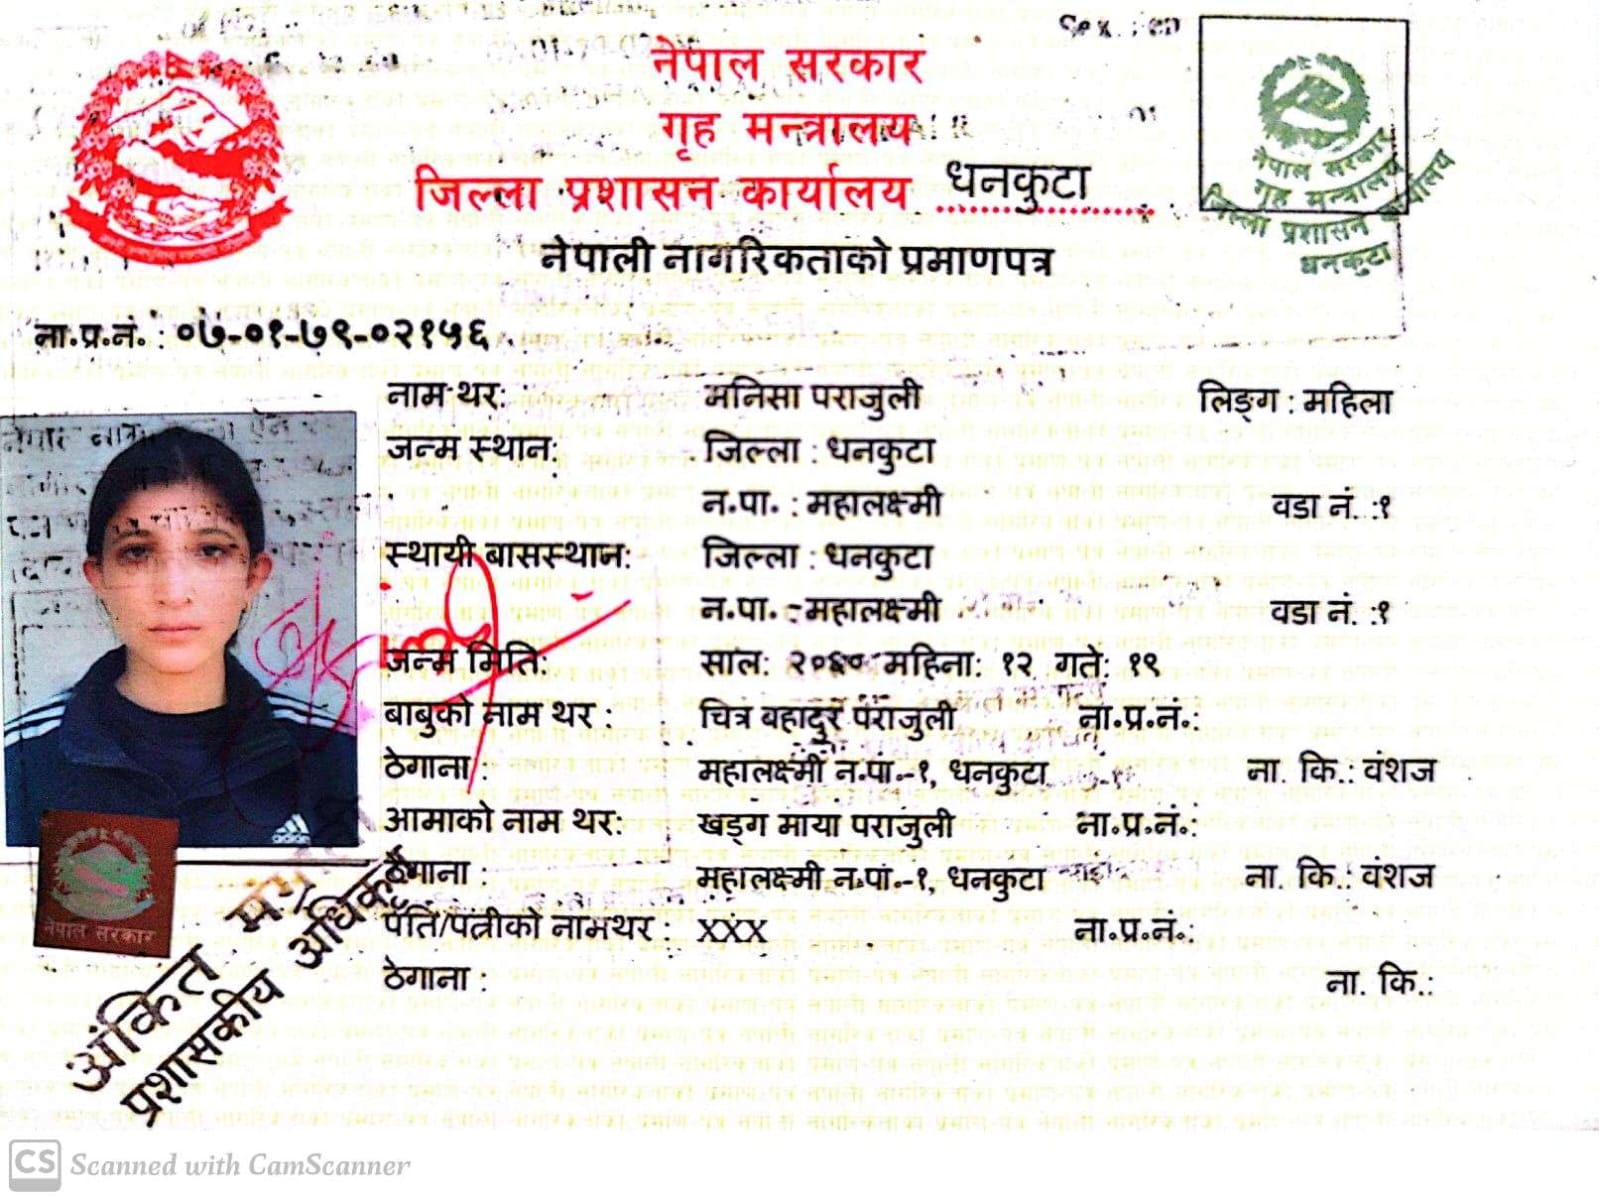 नेपाल सरकार
गृह मन्त्रालय
जिल्ला प्रशासन कार्यालय धनकुटा
नेपाली नागरिकताको प्रमाणपत्र
नेपाल सरकार
गृह मन्त्रालय
जिल्ला प्रशासन कार्यालय
धनकुटा
ना.प्र.नं. : ०७-०१-७९-०२१५६
नाम थर: मनिसा पराजुली लिङ्ग : महिला
जन्म स्थान: जिल्ला : धनकुटा
न.पा. : महालक्ष्मी वडा नं. :१
स्थायी बासस्थान: जिल्ला : धनकुटा
न.पा. : महालक्ष्मी वडा नं. :१
जन्म मिति: साल: महिना: १२ गते: १९
बाबुको नाम थर : चित्र बहादुर पराजुली ना.प्र.नं.:
ठेगाना : महालक्ष्मी न.पा.-१, धनकुटा ना. कि.: वंशज
आमाको नाम थर: खड्ग माया पराजुली ना.प्र.नं.:
ठेगाना : महालक्ष्मी न.पा.-१, धनकुटा ना. कि.: वंशज
पति/पत्नीको नामथर : XXX ना.प्र.नं.:
ठेगाना : ना. कि.:
नेपाल सरकार
अंकित
प्रशासकीय अधिकृत
CS Scanned with CamScanner